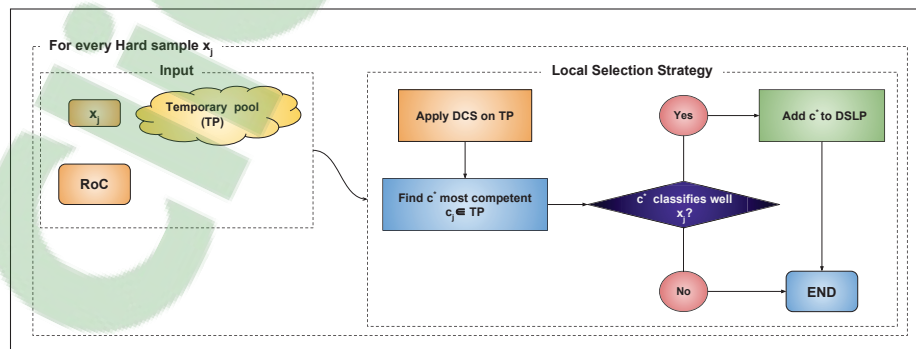 For every Hard sample xj
Input
xj
Temporary pool
(TP)
RoC
Local Selection Strategy
Apply DCS on TP
Find c* most competent
cj ∈ TP
c* classifies well
xj?
Yes
No
Add c* to DSLP
END